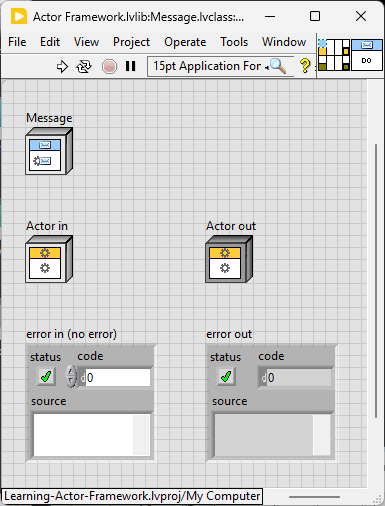 Actor Framework.lvlib:Message.lvclass:...
File Edit View Project Operate Tools Window
15pt Application For
DO
Message
Actor in
Actor out
error in (no error)
error out
status code
d 0
source
status code
d 0
source
Learning-Actor-Framework.lvproj/My Computer